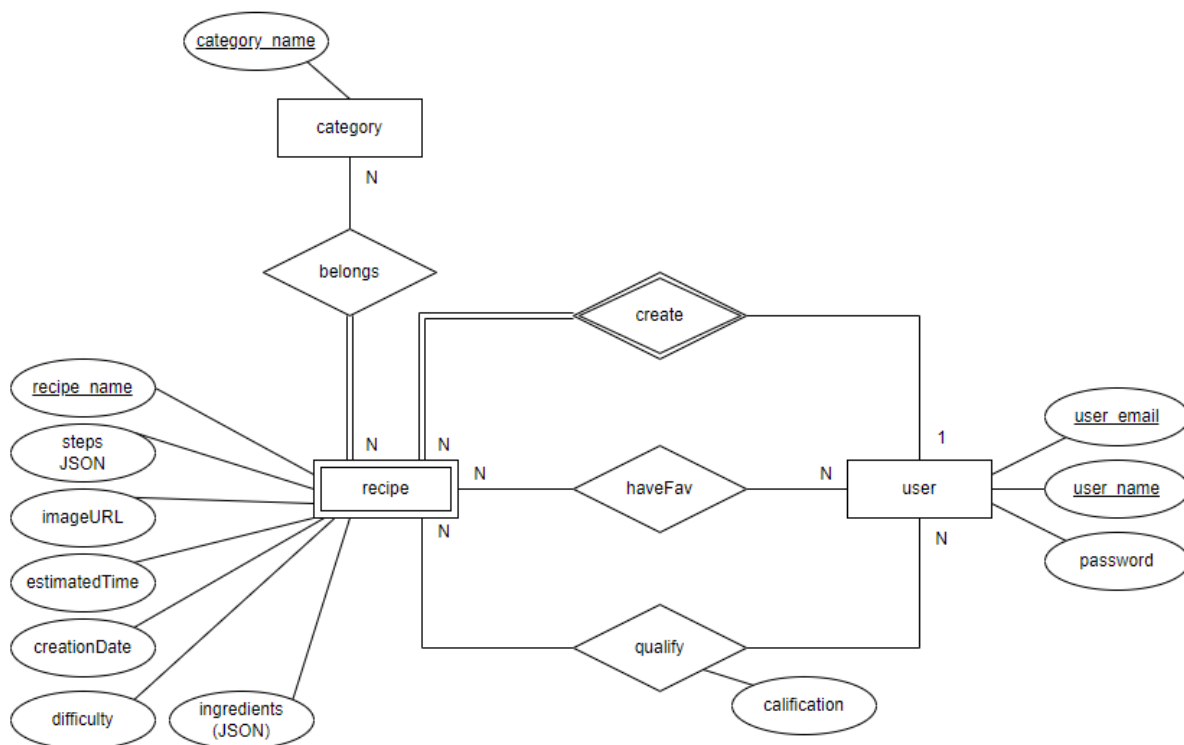 category_name
category
N
belongs
create
recipe_name
user_email
steps
JSON
N
N
1
N
N
recipe
haveFav
user
user_name
imageURL
N
N
estimatedTime
password
creationDate
qualify
difficulty
ingredients
(JSON)
calification